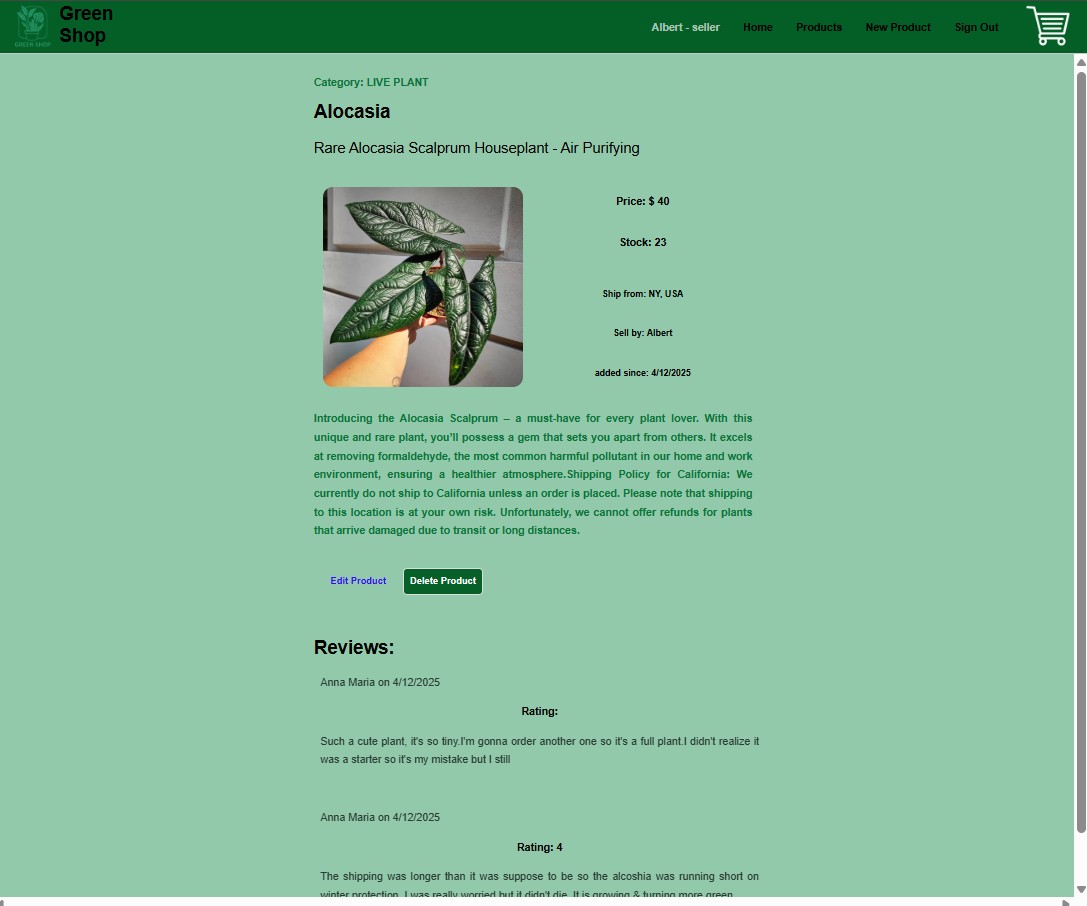 GREEN SHOP
Green
Shop
Albert - seller
Home
Products
New Product
Sign Out
Category: LIVE PLANT
Alocasia
Rare Alocasia Scalprum Houseplant - Air Purifying
Price: $ 40
Stock: 23
Ship from: NY, USA
Sell by: Albert
added since: 4/12/2025
Introducing the Alocasia Scalprum – a must-have for every plant lover. With this
unique and rare plant, you'll possess a gem that sets you apart from others. It excels
at removing formaldehyde, the most common harmful pollutant in our home and work
environment, ensuring a healthier atmosphere.Shipping Policy for California: We
currently do not ship to California unless an order is placed. Please note that shipping
to this location is at your own risk. Unfortunately, we cannot offer refunds for plants
that arrive damaged due to transit or long distances.
Edit Product
Delete Product
Reviews:
Anna Maria on 4/12/2025
Rating:
Such a cute plant, it's so tiny.I'm gonna order another one so it's a full plant.I didn't realize it
was a starter so it's my mistake but I still
Anna Maria on 4/12/2025
Rating: 4
The shipping was longer than it was suppose to be so the alcoshia was running short on
winter protection. I was really worried but it didn't die. It is growing & turning more green